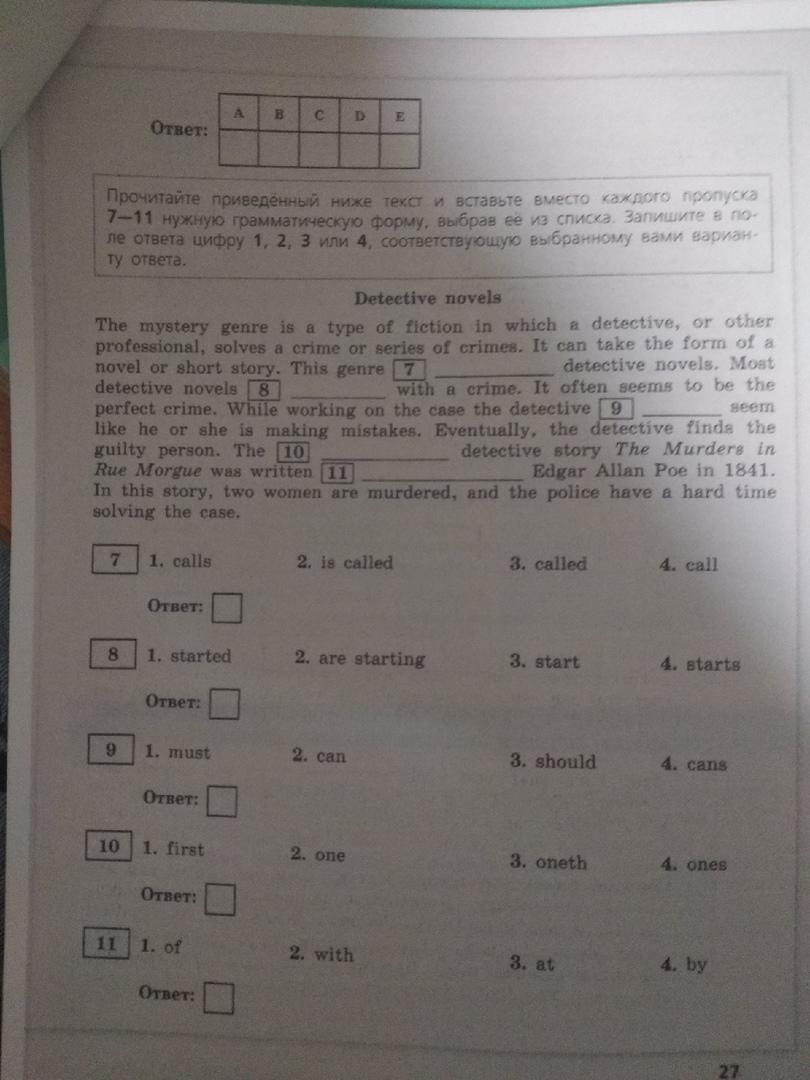 Ответ: A B C D E
Прочитайте приведённый ниже текст и вставьте вместо каждого пропуска
7—11 нужную грамматическую форму, выбрав её из списка. Запишите в по-
ле ответа цифру 1, 2, 3 или 4, соответствующую выбранному вами вариан-
ту ответа.
Detective novels
The mystery genre is a type of fiction in which a detective, or other
professional, solves a crime or series of crimes. It can take the form of a
novel or short story. This genre 7 ____________ detective novels. Most
detective novels 8 __________ with a crime. It often seems to be the
perfect crime. While working on the case the detective 9 ________ seem
like he or she is making mistakes. Eventually, the detective finds the
guilty person. The 10 _____________ detective story The Murders in
Rue Morgue was written 11 _________________ Edgar Allan Poe in 1841.
In this story, two women are murdered, and the police have a hard time
solving the case.
7 1. calls 2. is called 3. called 4. call
Ответ:
8 1. started 2. are starting 3. start 4. starts
Ответ:
9 1. must 2. can 3. should 4. cans
Ответ:
10 1. first 2. one 3. oneth 4. ones
Ответ:
11 1. of 2. with 3. at 4. by
Ответ:
27